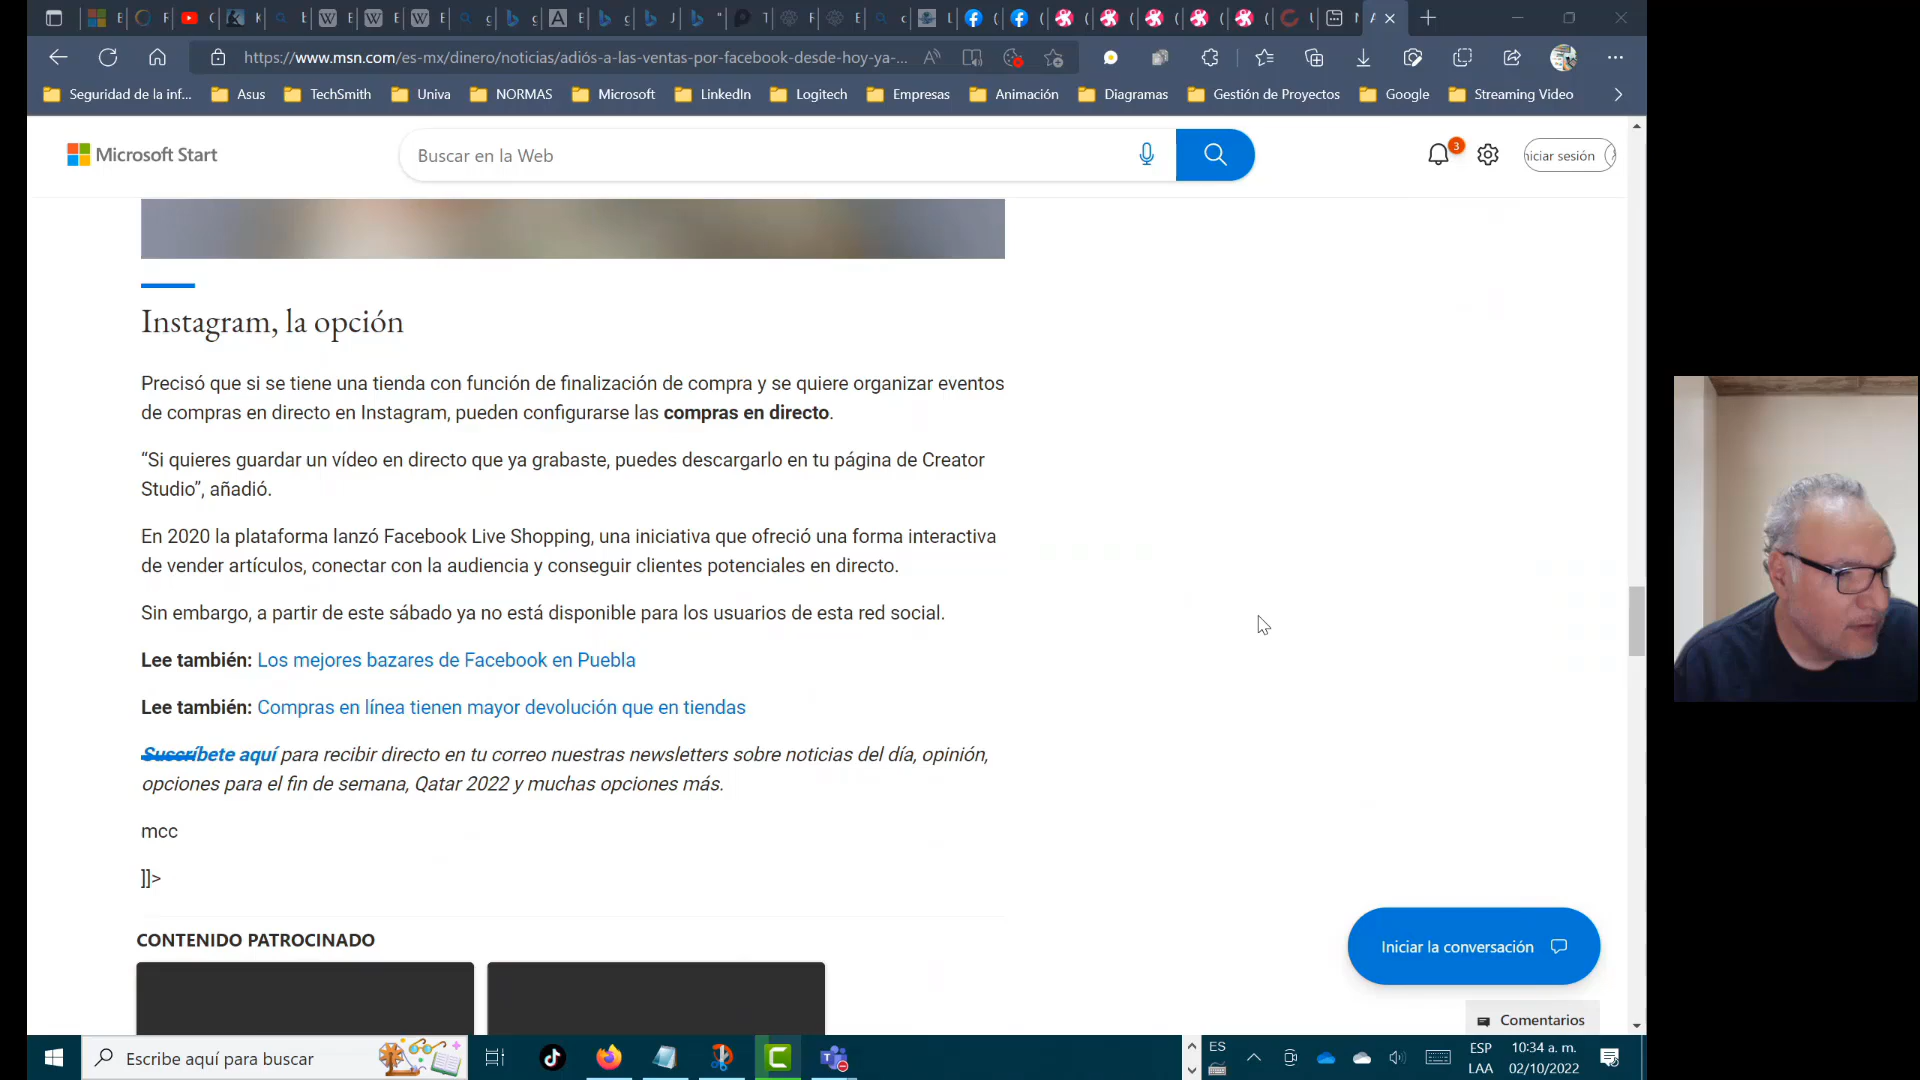 https://www.msn.com/es-mx/dinero/noticias/adiós-a-las-ventas-por-facebook-desde-hoy-ya-...
Seguridad de la inf...
Asus
TechSmith
Univa
NORMAS
Microsoft
LinkedIn
Logitech
Empresas
Animación
Diagramas
Gestión de Proyectos
Google
Streaming Video
Microsoft Start
Buscar en la Web
3
niciar sesión
Instagram, la opción
Precisó que si se tiene una tienda con función de finalización de compra y se quiere organizar eventos
de compras en directo en Instagram, pueden configurarse las compras en directo.
“Si quieres guardar un vídeo en directo que ya grabaste, puedes descargarlo en tu página de Creator
Studio”, añadió.
En 2020 la plataforma lanzó Facebook Live Shopping, una iniciativa que ofreció una forma interactiva
de vender artículos, conectar con la audiencia y conseguir clientes potenciales en directo.
Sin embargo, a partir de este sábado ya no está disponible para los usuarios de esta red social.
Lee también: Los mejores bazares de Facebook en Puebla
Lee también: Compras en línea tienen mayor devolución que en tiendas
Suscríbete aquí para recibir directo en tu correo nuestras newsletters sobre noticias del día, opinión,
opciones para el fin de semana, Qatar 2022 y muchas opciones más.
mcc
]]>
CONTENIDO PATROCINADO
Iniciar la conversación
Comentarios
Escribe aquí para buscar
ES
ESP
LAA
10:34 a. m.
02/10/2022